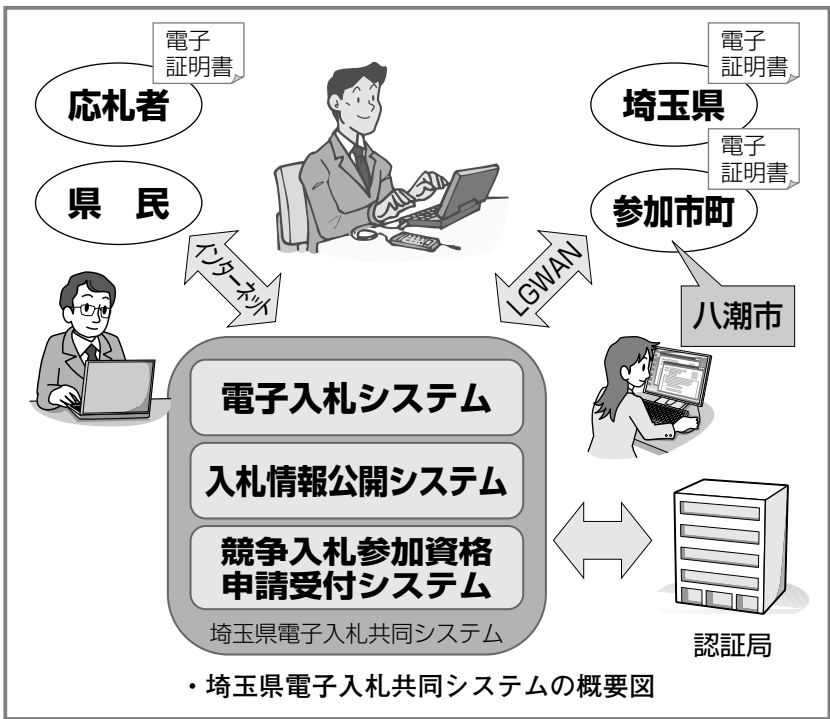 電子
証明書
応札者
県 民
電子
証明書
埼玉県
電子
証明書
参加市町
八潮市
インターネット
LGWAN
電子入札システム
入札情報公開システム
競争入札参加資格
申請受付システム
埼玉県電子入札共同システム
認証局
・埼玉県電子入札共同システムの概要図